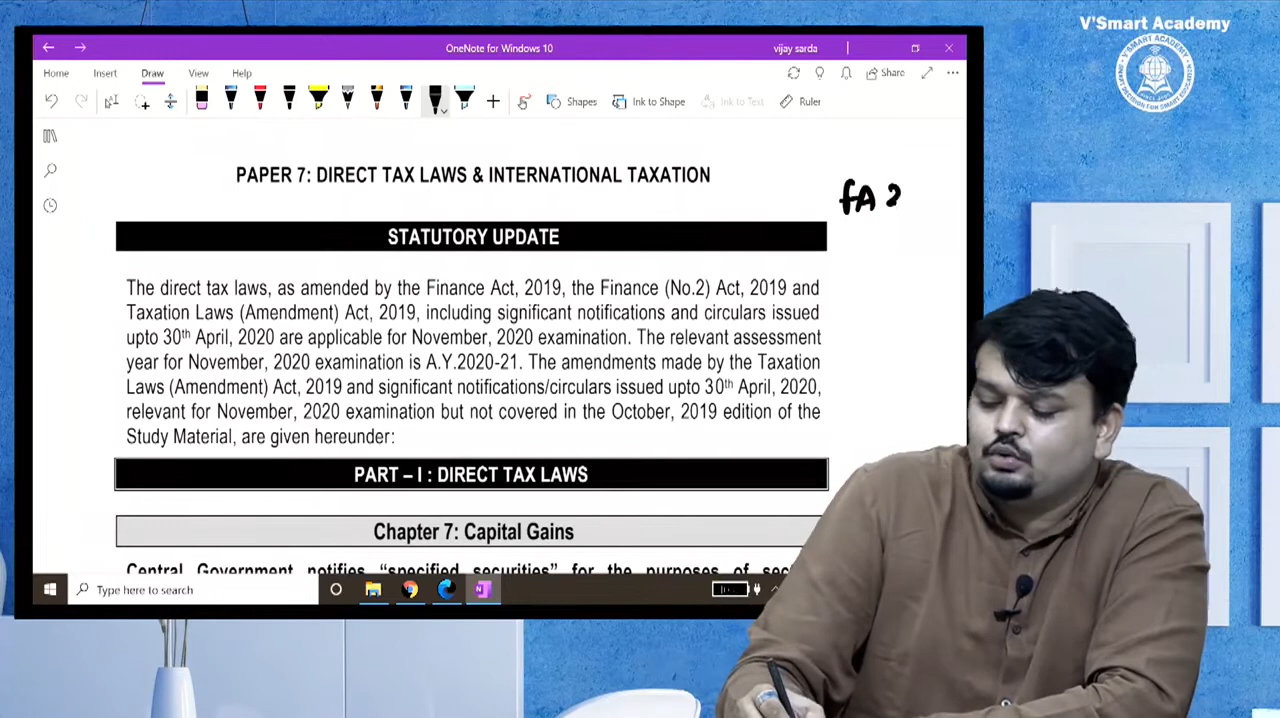 V'Smart Academy
OneNote for Windows 10
vijay sarda
Home Insert Draw View Help
Share
Shapes Ink to Shape Ink to Text Ruler
PAPER 7: DIRECT TAX LAWS & INTERNATIONAL TAXATION
FA 2
STATUTORY UPDATE
The direct tax laws, as amended by the Finance Act, 2019, the Finance (No.2) Act, 2019 and
Taxation Laws (Amendment) Act, 2019, including significant notifications and circulars issued
upto 30th April, 2020 are applicable for November, 2020 examination. The relevant assessment
year for November, 2020 examination is A.Y.2020-21. The amendments made by the Taxation
Laws (Amendment) Act, 2019 and significant notifications/circulars issued upto 30th April, 2020,
relevant for November, 2020 examination but not covered in the October, 2019 edition of the
Study Material, are given hereunder:
PART – I : DIRECT TAX LAWS
Chapter 7: Capital Gains
Central Government notifies “specified securities” for the purposes of
Type here to search